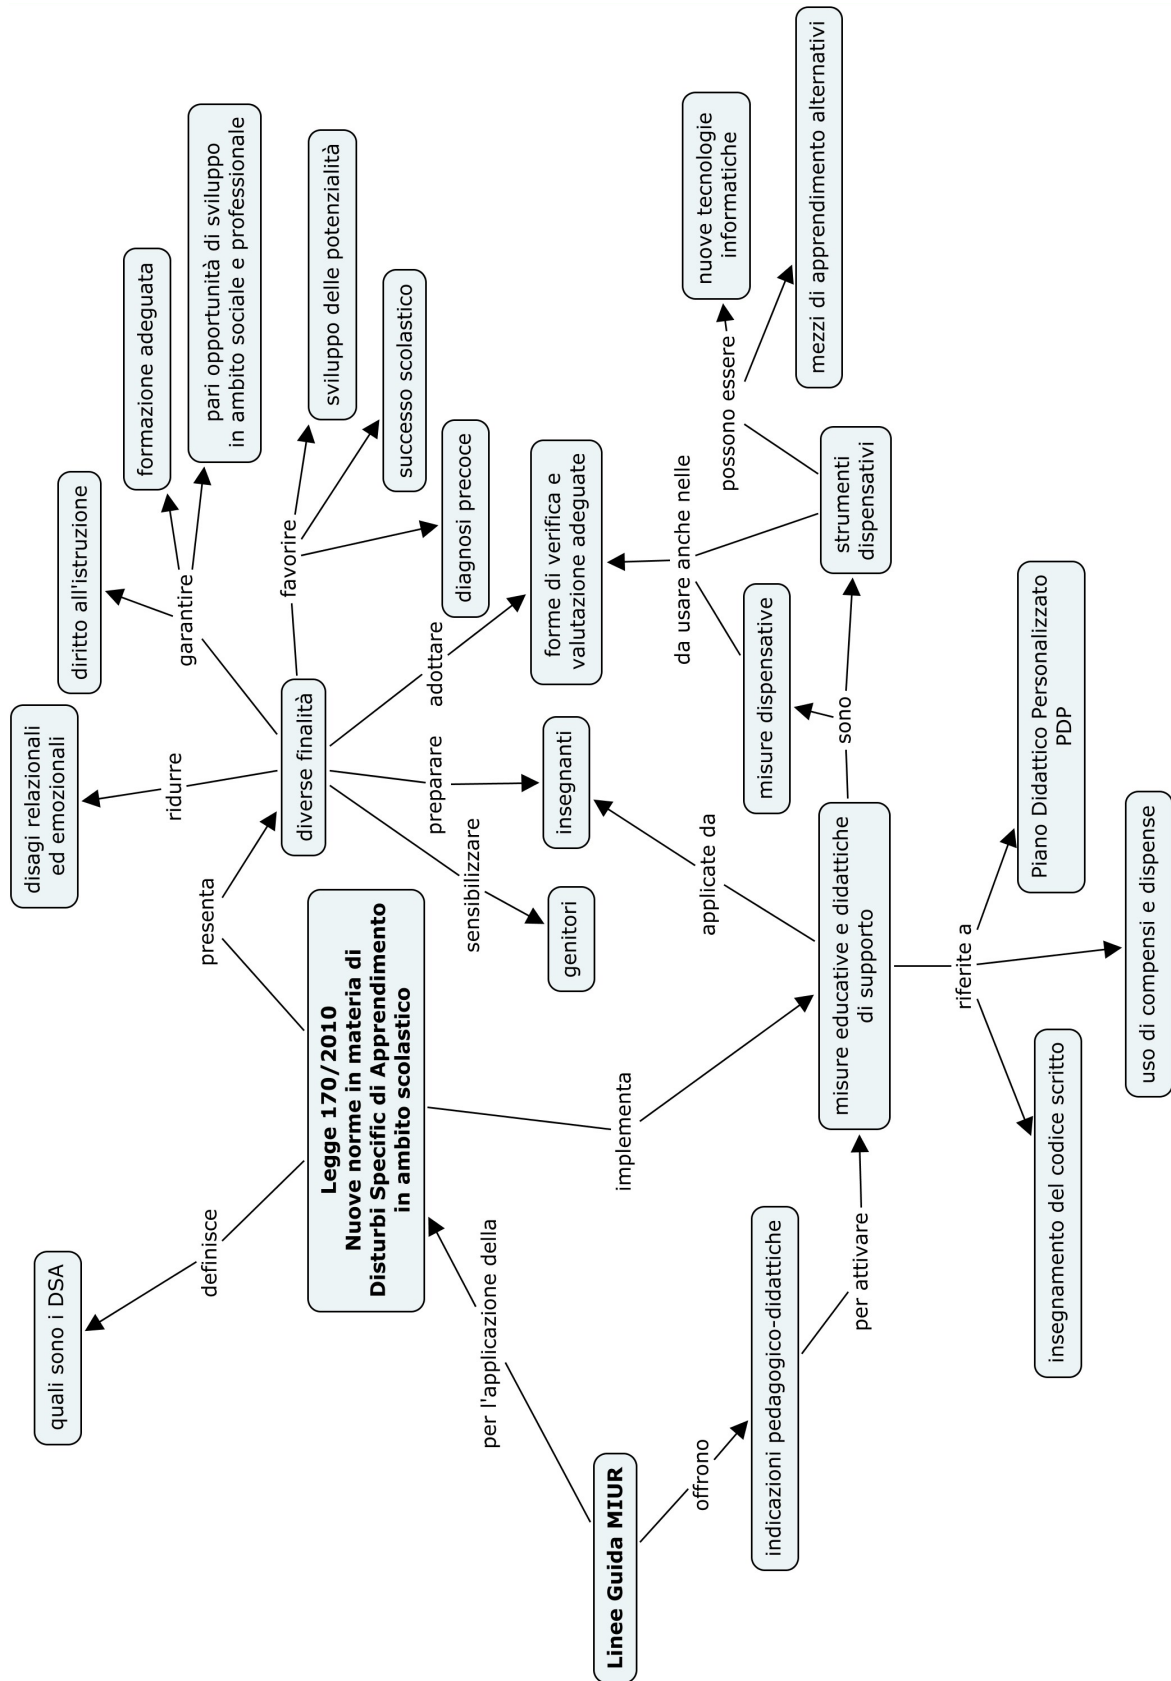 quali sono i DSA
definisce
disagi relazionali
ed emozionali
ridurre
diritto all'istruzione
garantire
formazione adeguata
pari opportunità di sviluppo
in ambito sociale e professionale
presenta
diverse finalità
favorire
sviluppo delle potenzialità
successo scolastico
diagnosi precoce
Legge 170/2010
Nuove norme in materia di
Disturbi Specific di Apprendimento
in ambito scolastico
sensibilizzare
preparare
adottare
genitori
insegnanti
forme di verifica e
valutazione adeguate
per l'applicazione della
Linee Guida MIUR
implementa
applicate da
da usare anche nelle
possono essere
nuove tecnologie
informatiche
offrono
indicazioni pedagogico-didattiche
misure dispensative
mezzi di apprendimento alternativi
per attivare
misure educative e didattiche
di supporto
sono
strumenti
dispensativi
riferite a
insegnamento del codice scritto
Piano Didattico Personalizzato
PDP
uso di compensi e dispense